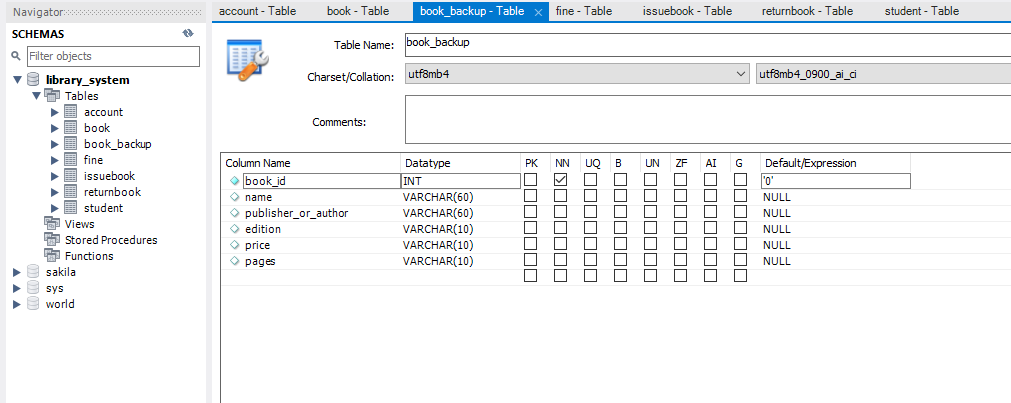 Navigator
SCHEMAS
Filter objects
library_system
Tables
account
book
book_backup
fine
issuebook
returnbook
student
Views
Stored Procedures
Functions
sakila
sys
world
account - Table book - Table book_backup - Table × fine - Table issuebook - Table returnbook - Table student - Table
Table Name: book_backup
Charset/Collation: utf8mb4 utf8mb4_0900_ai_ci
Comments:
Column Name Datatype PK NN UQ B UN ZF AI G Default/Expression
book_id INT '0'
name VARCHAR(60) NULL
publisher_or_author VARCHAR(60) NULL
edition VARCHAR(10) NULL
price VARCHAR(10) NULL
pages VARCHAR(10) NULL